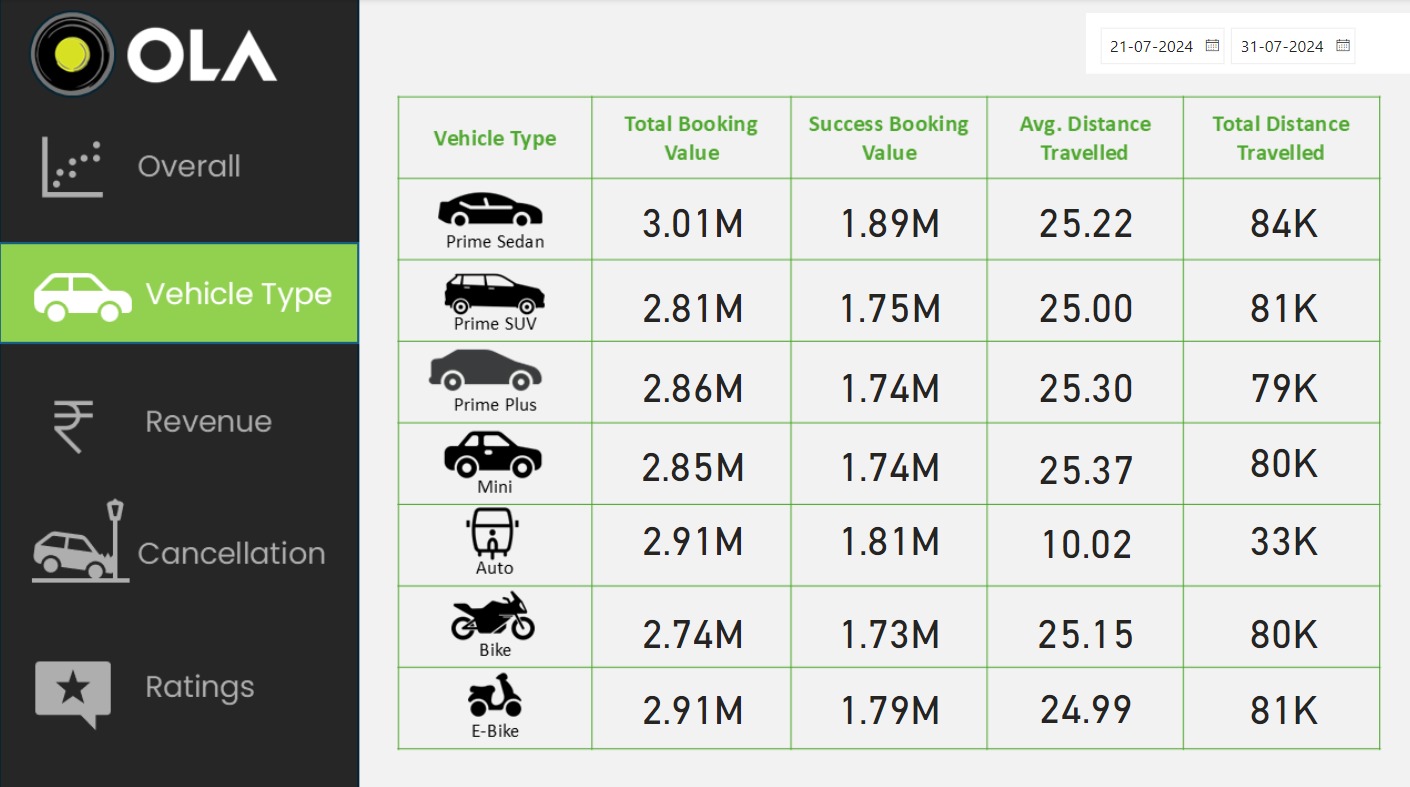 OLA
21-07-2024 31-07-2024
Overall
Vehicle Type
Revenue
Cancellation
Ratings
Vehicle Type Total Booking Value Success Booking Value Avg. Distance Travelled Total Distance Travelled
Prime Sedan 3.01M 1.89M 25.22 84K
Prime SUV 2.81M 1.75M 25.00 81K
Prime Plus 2.86M 1.74M 25.30 79K
Mini 2.85M 1.74M 25.37 80K
Auto 2.91M 1.81M 10.02 33K
Bike 2.74M 1.73M 25.15 80K
E-Bike 2.91M 1.79M 24.99 81K